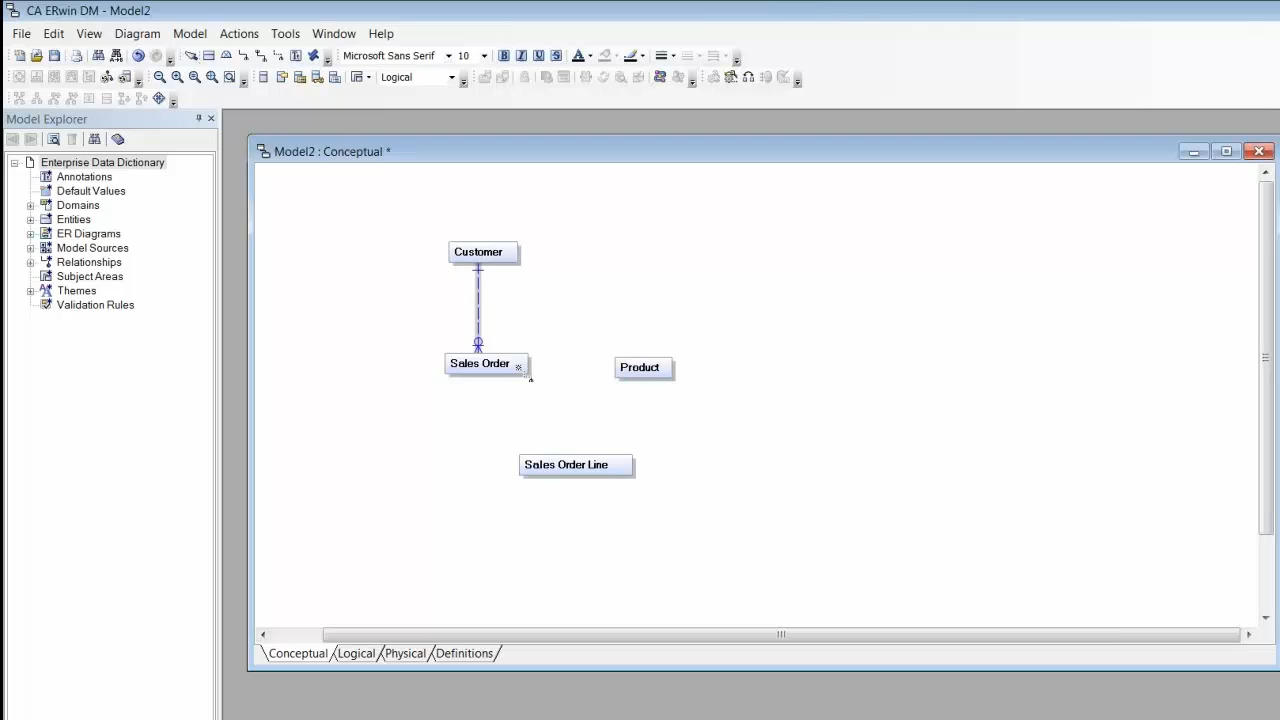 CA ERwin DM - Model2
File Edit View Diagram Model Actions Tools Window Help
Microsoft Sans Serif 10 B I U S A
Logical
Model Explorer
Enterprise Data Dictionary
Annotations
Default Values
Domains
Entities
ER Diagrams
Model Sources
Relationships
Subject Areas
Themes
Validation Rules
Model2 : Conceptual *
Customer
Sales Order
Product
Sales Order Line
Conceptual Logical Physical Definitions